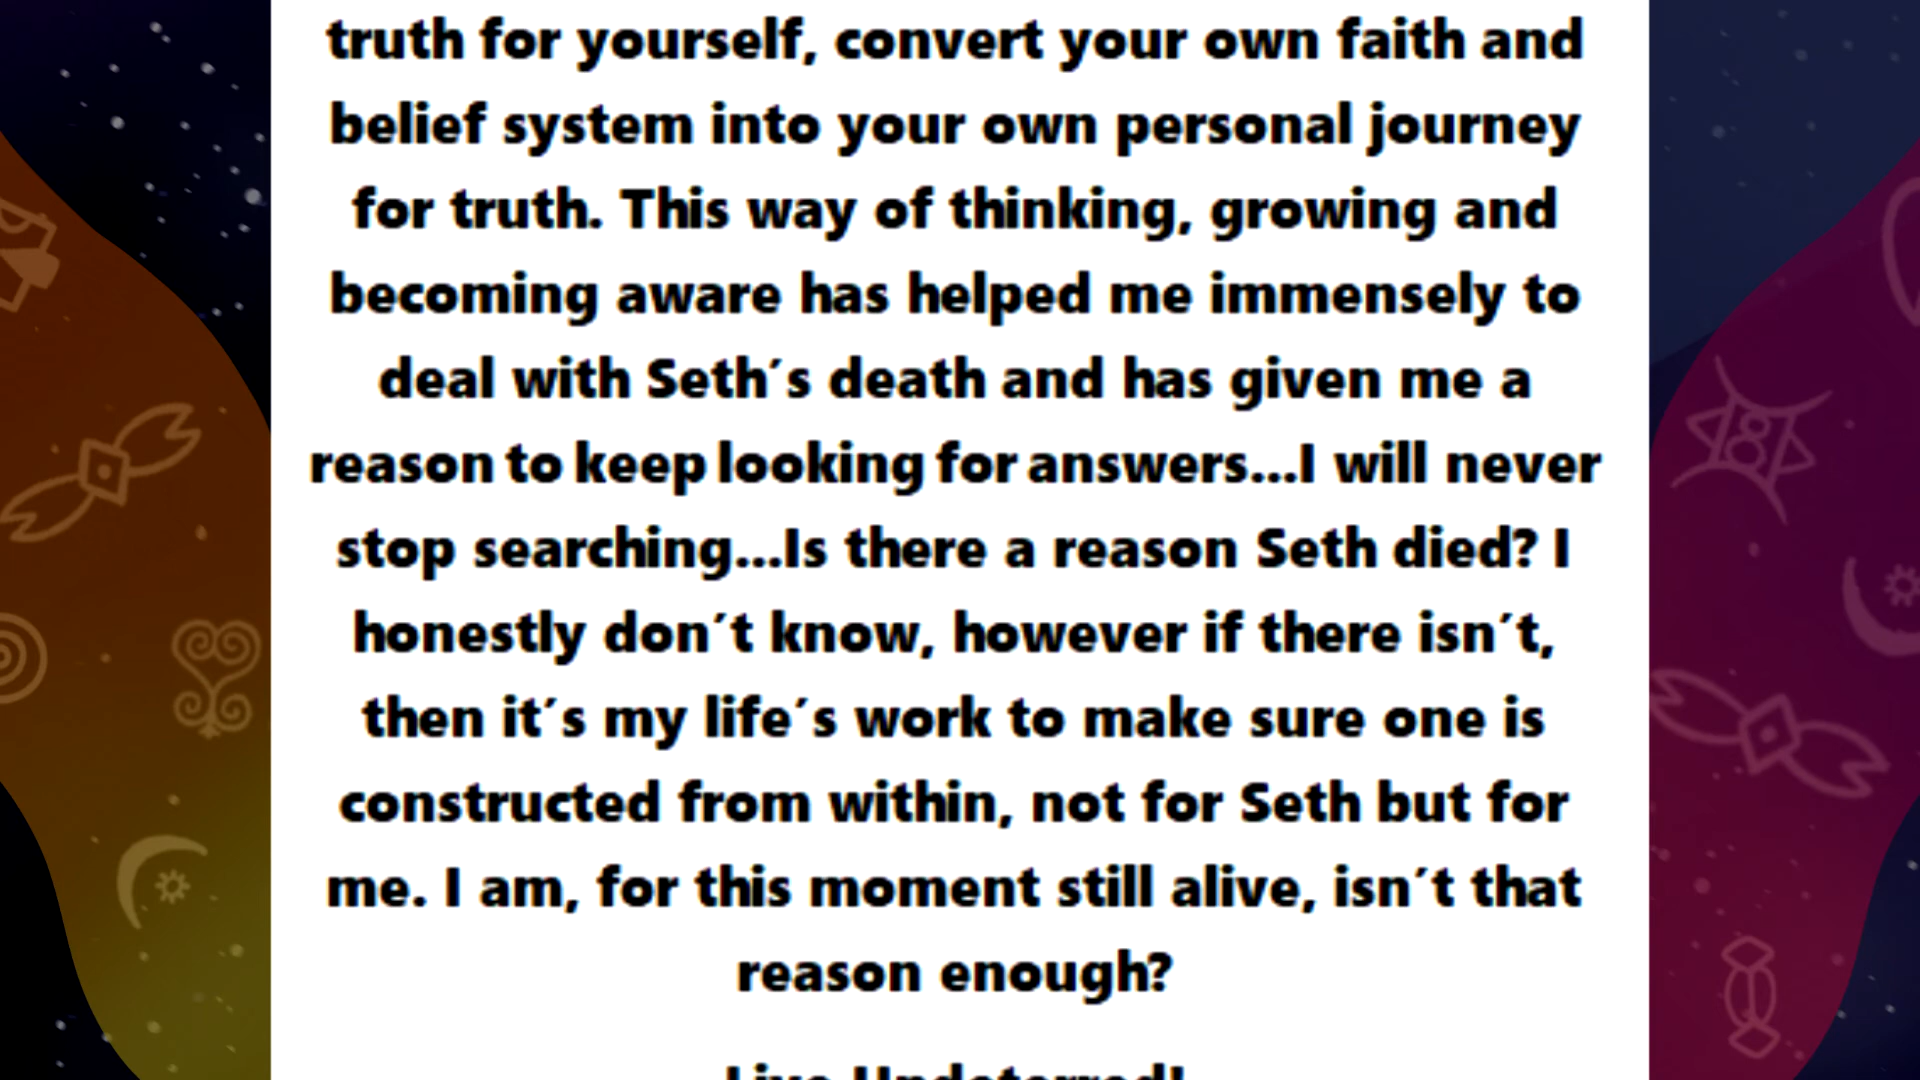 truth for yourself, convert your own faith and
belief system into your own personal journey
for truth. This way of thinking, growing and
becoming aware has helped me immensely to
deal with Seth´s death and has given me a
reason to keep looking for answers...I will never
stop searching...Is there a reason Seth died? I
honestly don´t know, however if there isn´t,
then it´s my life´s work to make sure one is
constructed from within, not for Seth but for
me. I am, for this moment still alive, isn´t that
reason enough?
Live Undeterred!